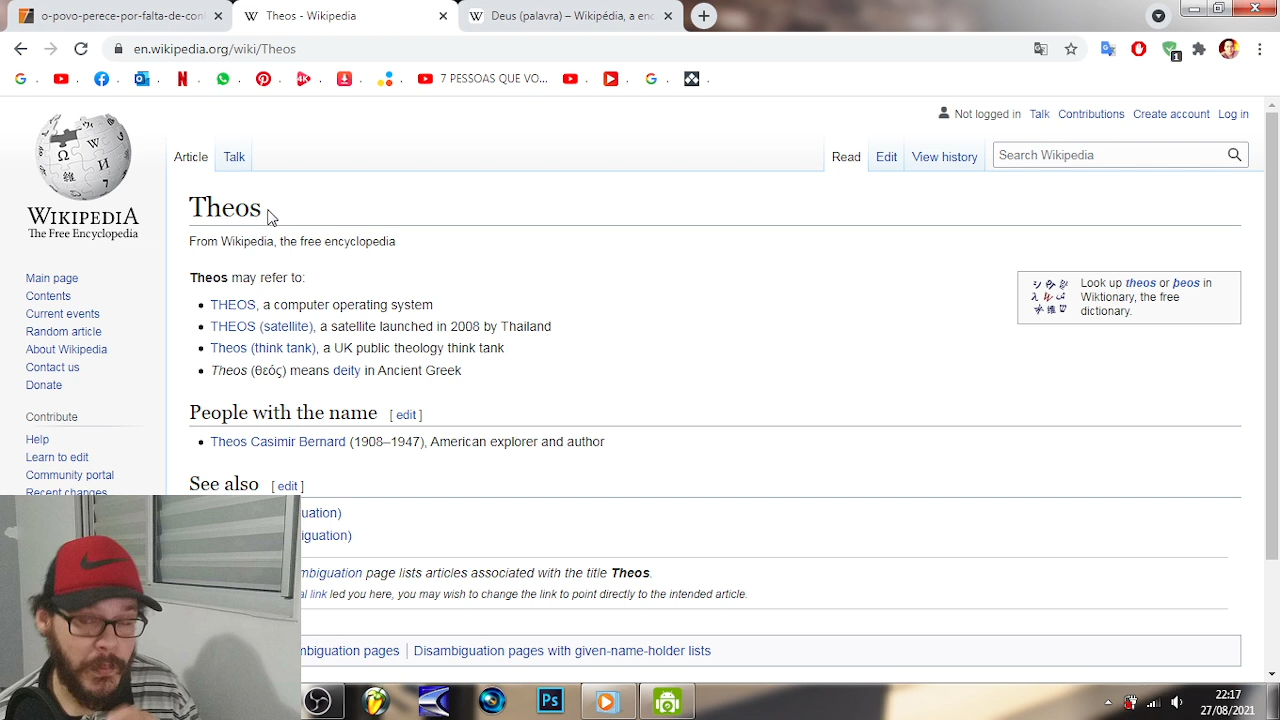 o-povo-perece-por-falta-de-con
Theos - Wikipedia
Deus (palavra) – Wikipédia, a enc
en.wikipedia.org/wiki/Theos
7 PESSOAS QUE VO...
Not logged in Talk Contributions Create account Log in
Article Talk Read Edit View history Search Wikipedia
WIKIPEDIA
The Free Encyclopedia
Theos
From Wikipedia, the free encyclopedia
Theos may refer to:
THEOS, a computer operating system
THEOS (satellite), a satellite launched in 2008 by Thailand
Theos (think tank), a UK public theology think tank
Theos (θεός) means deity in Ancient Greek
Look up theos or þeos in
Wiktionary, the free
dictionary.
People with the name [ edit ]
Theos Casimir Bernard (1908–1947), American explorer and author
See also [ edit ]
uation)
iguation)
mbiguation page lists articles associated with the title Theos.
al link led you here, you may wish to change the link to point directly to the intended article.
mbiguation pages | Disambiguation pages with given-name-holder lists
Main page
Contents
Current events
Random article
About Wikipedia
Contact us
Donate
Contribute
Help
Learn to edit
Community portal
Recent changes
Ps
22:17
27/08/2021